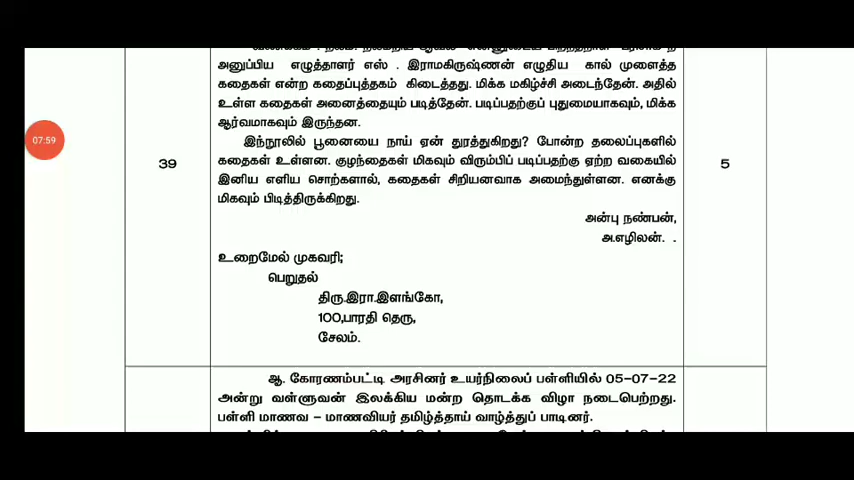 அனுப்பிய எழுத்தாளர் எஸ் . இராமகிருஷ்ணன் எழுதிய கால் முளைத்த
கதைகள் என்ற கதைப்புத்தகம் கிடைத்தது. மிக்க மகிழ்ச்சி அடைந்தேன். அதில்
உள்ள கதைகள் அனைத்தையும் படித்தேன். படிப்பதற்குப் புதுமையாகவும், மிக்க
ஆர்வமாகவும் இருந்தன.
07:59
இந்நூலில் பூனையை நாய் ஏன் துரத்துகிறது? போன்ற தலைப்புகளில்
39
கதைகள் உள்ளன. குழந்தைகள் மிகவும் விரும்பிப் படிப்பதற்கு ஏற்ற வகையில்
5
இனிய எளிய சொற்களால், கதைகள் சிறியனவாக அமைந்துள்ளன. எனக்கு
மிகவும் பிடித்திருக்கிறது.
அன்பு நண்பன்,
அ.எழிலன். .
உறைமேல் முகவரி;
பெறுதல்
திரு.இரா.இளங்கோ,
100,பாரதி தெரு,
சேலம்.
ஆ. கோரணம்பட்டி அரசினர் உயர்நிலைப் பள்ளியில் 05-07-22
அன்று வள்ளுவன் இலக்கிய மன்ற தொடக்க விழா நடைபெற்றது.
பள்ளி மாணவ – மாணவியர் தமிழ்த்தாய் வாழ்த்துப் பாடினர்.